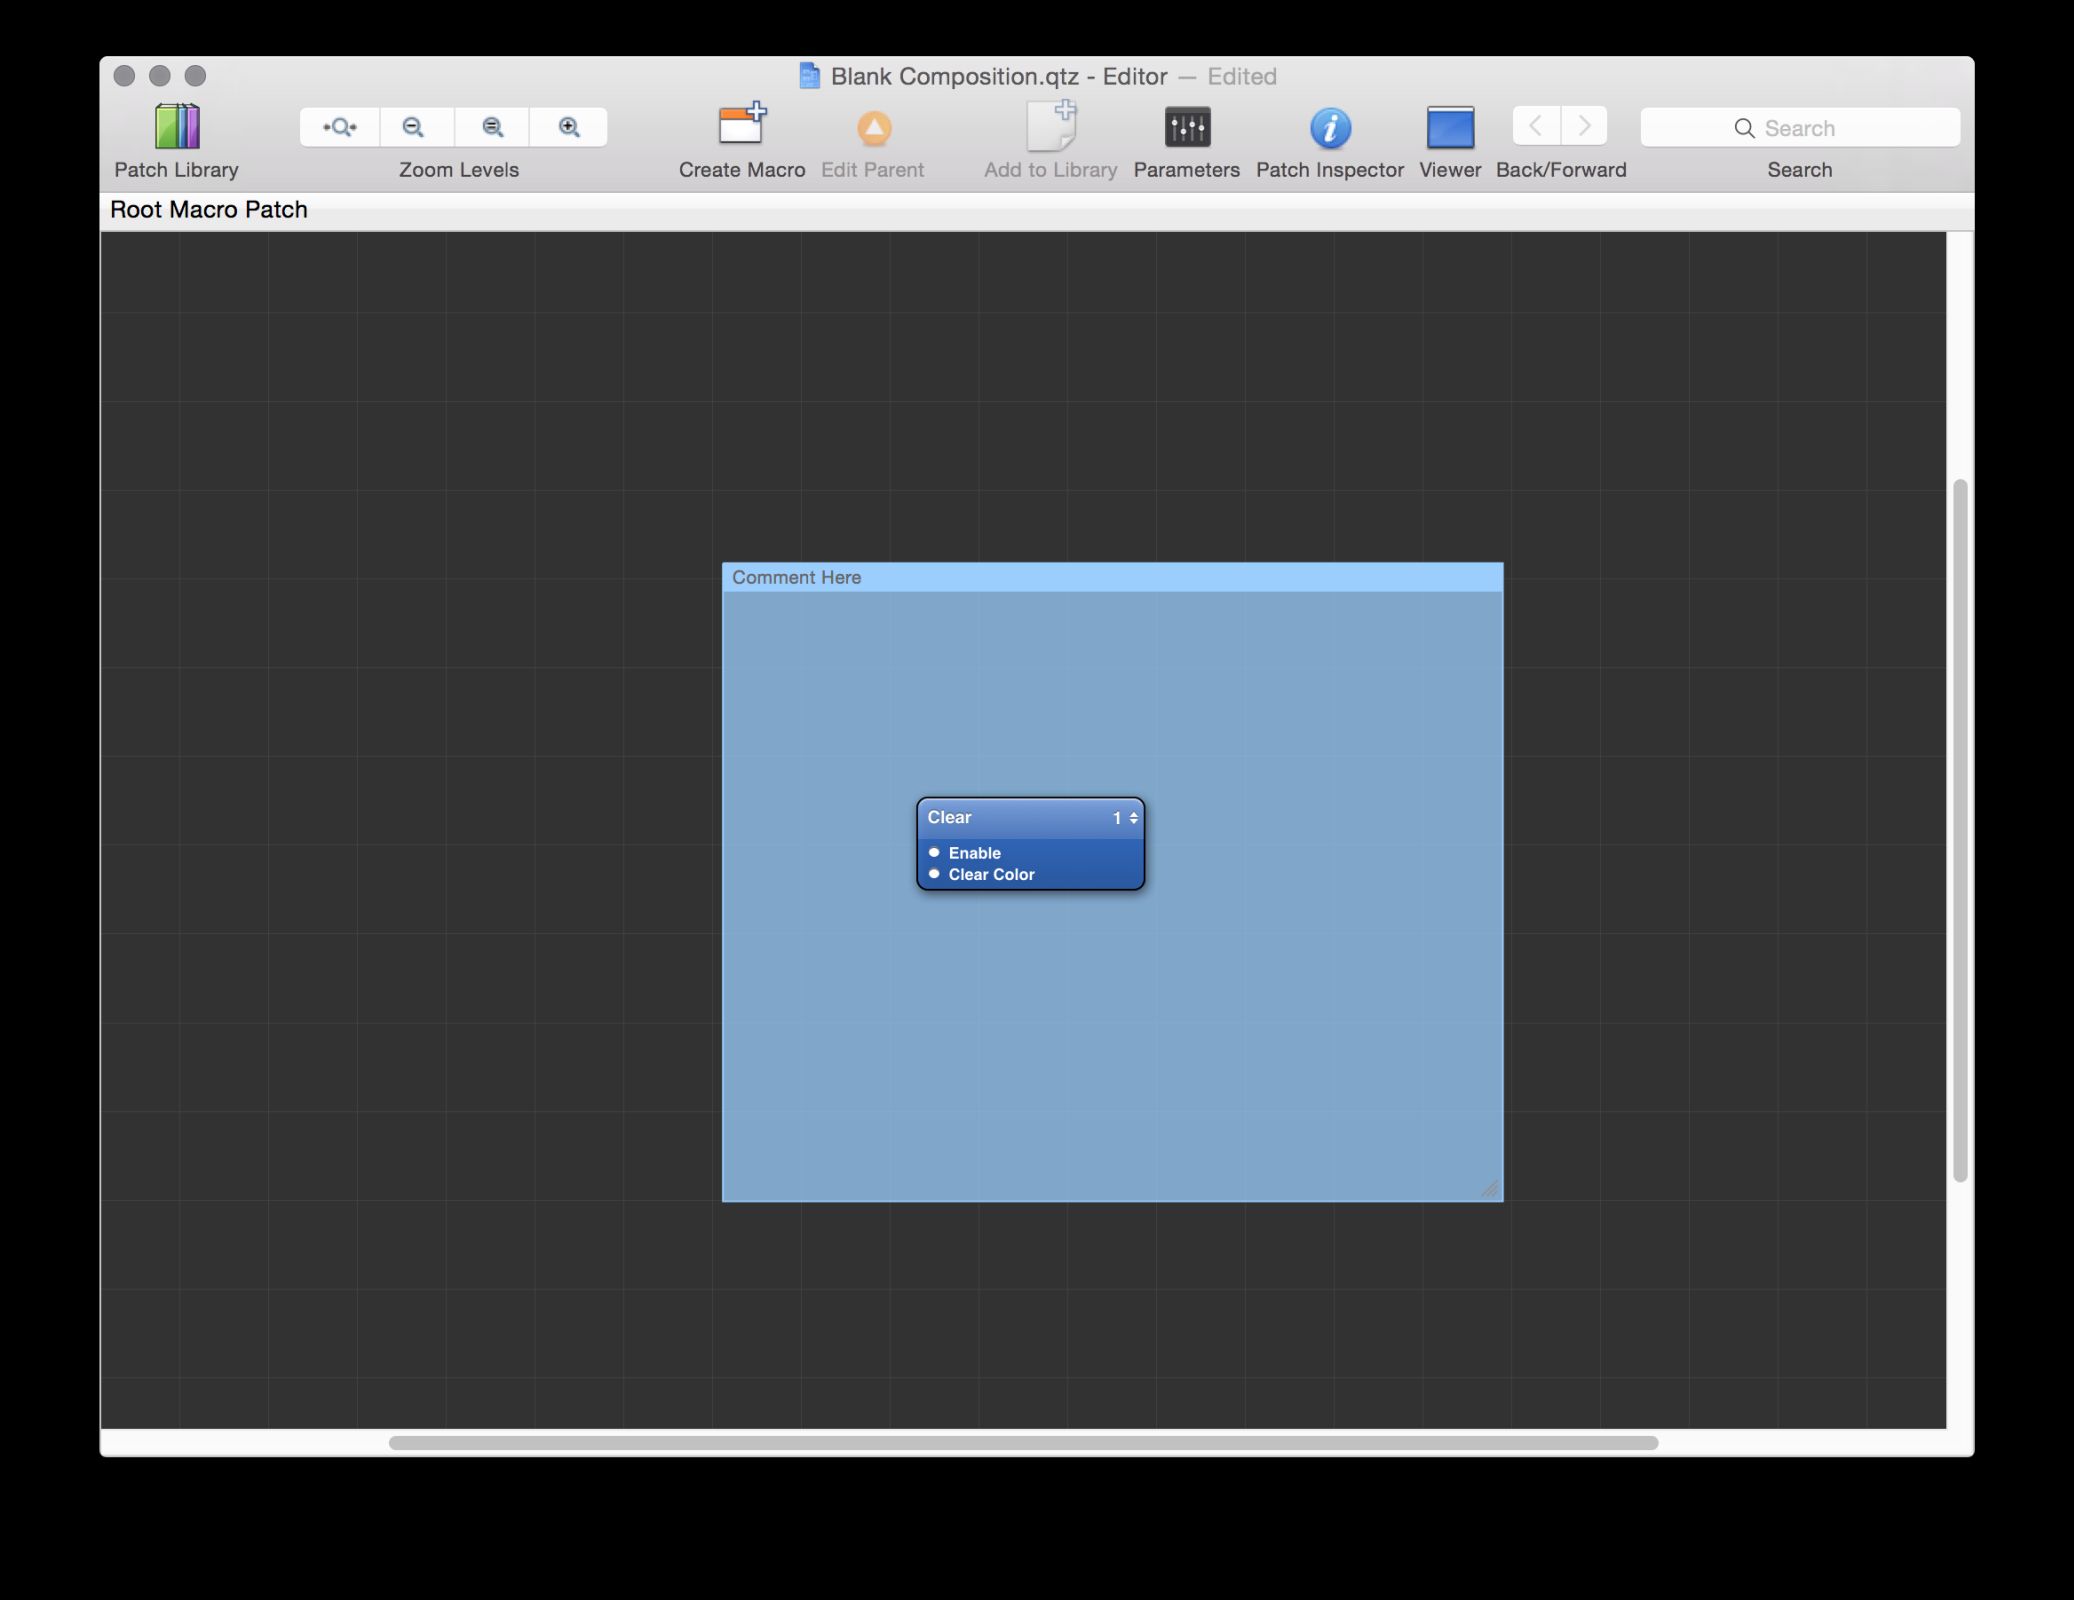 Blank Composition.qtz - Editor — Edited
Patch Library
Zoom Levels
Create Macro
Edit Parent
Add to Library
Parameters
Patch Inspector
Viewer
Back/Forward
Search
Search
Root Macro Patch
Comment Here
Clear 1
Enable
Clear Color